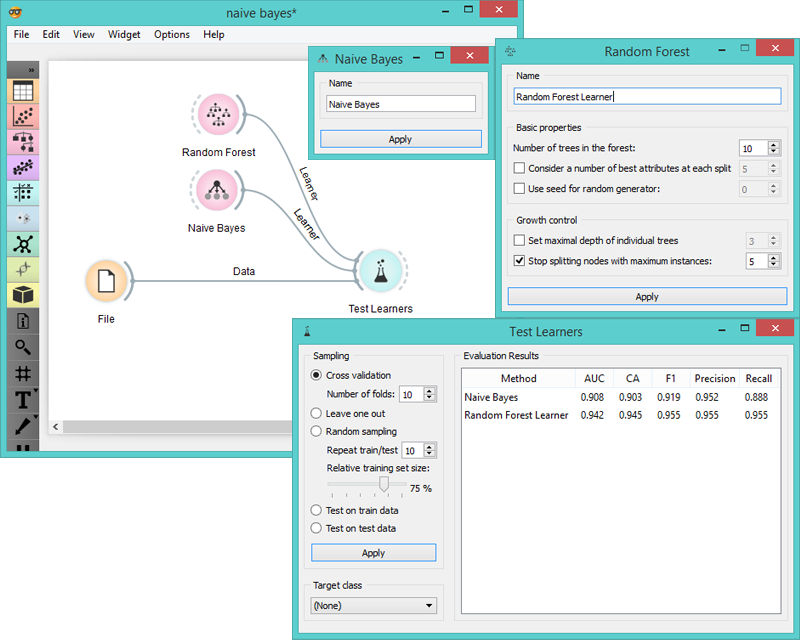 naive bayes*
File Edit View Widget Options Help
»
Random Forest
Naive Bayes
File
Learner
Learner
Data
Test Learners
Naive Bayes
Name
Naive Bayes
Apply
Random Forest
Name
Random Forest Learner
Basic properties
Number of trees in the forest: 10
Consider a number of best attributes at each split 5
Use seed for random generator: 0
Growth control
Set maximal depth of individual trees 3
Stop splitting nodes with maximum instances: 5
Apply
Test Learners
Sampling
Cross validation
Number of folds: 10
Leave one out
Random sampling
Repeat train/test 10
Relative training set size:
75 %
Test on train data
Test on test data
Apply
Target class
(None)
Evaluation Results
Method AUC CA F1 Precision Recall
Naive Bayes 0.908 0.903 0.919 0.952 0.888
Random Forest Learner 0.942 0.945 0.955 0.955 0.955